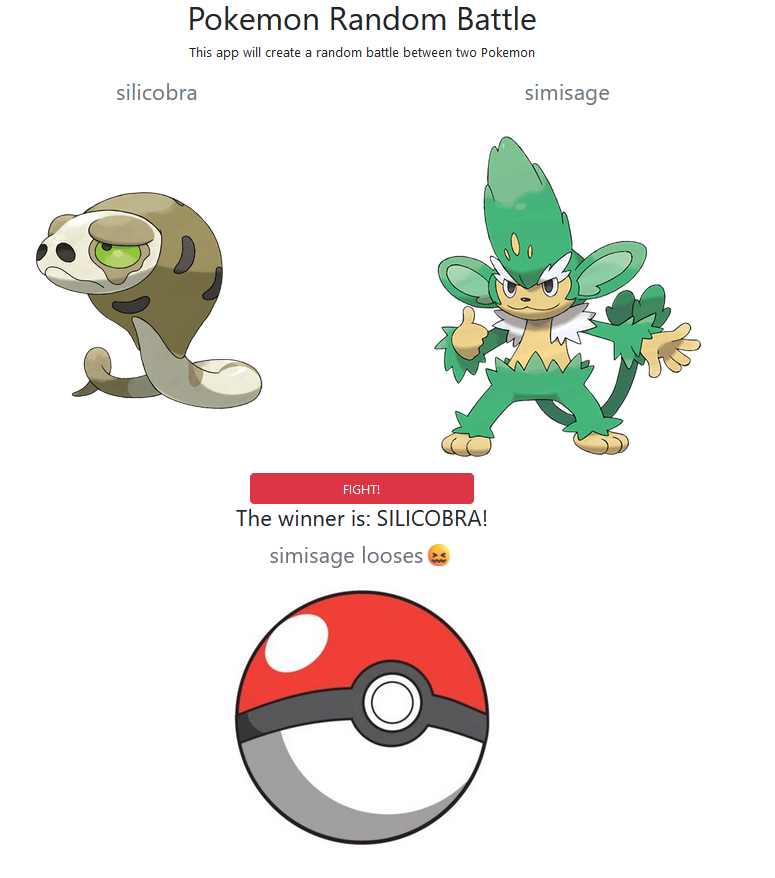 Pokemon Random Battle
This app will create a random battle between two Pokemon
silicobra
simisage
FIGHT!
The winner is: SILICOBRA!
simisage looses😖